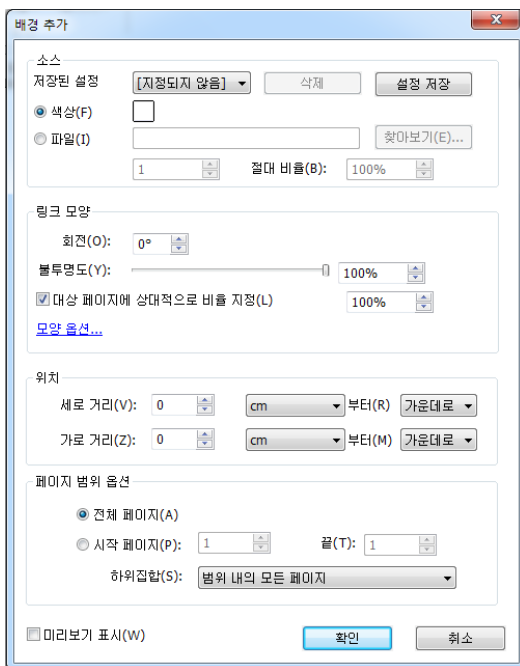 배경 추가
소스
저장된 설정 [지정되지 않음] 삭제 설정 저장
색상(F)
파일(I) 찾아보기(E)...
1 절대 비율(B): 100%
링크 모양
회전(O): 0°
불투명도(Y): 100%
대상 페이지에 상대적으로 비율 지정(L) 100%
모양 옵션...
위치
세로 거리(V): 0 cm 부터(R) 가운데로
가로 거리(Z): 0 cm 부터(M) 가운데로
페이지 범위 옵션
전체 페이지(A)
시작 페이지(P): 1 끝(T): 1
하위집합(S): 범위 내의 모든 페이지
미리보기 표시(W) 확인 취소